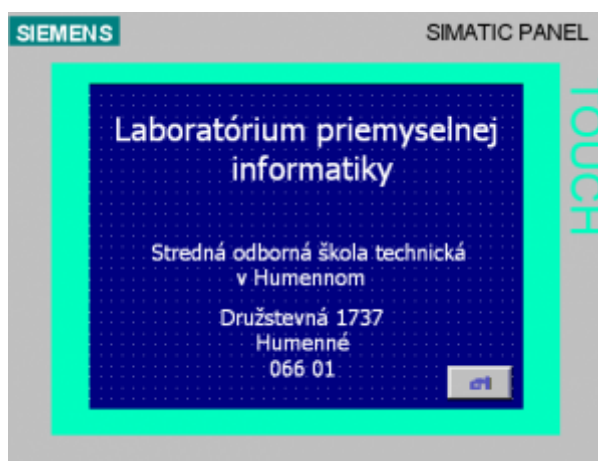 SIEMENS
SIMATIC PANEL
TOUCH
Laboratórium priemyselnej
informatiky
Stredná odborná škola technická
v Humennom
Družstevná 1737
Humenné
066 01